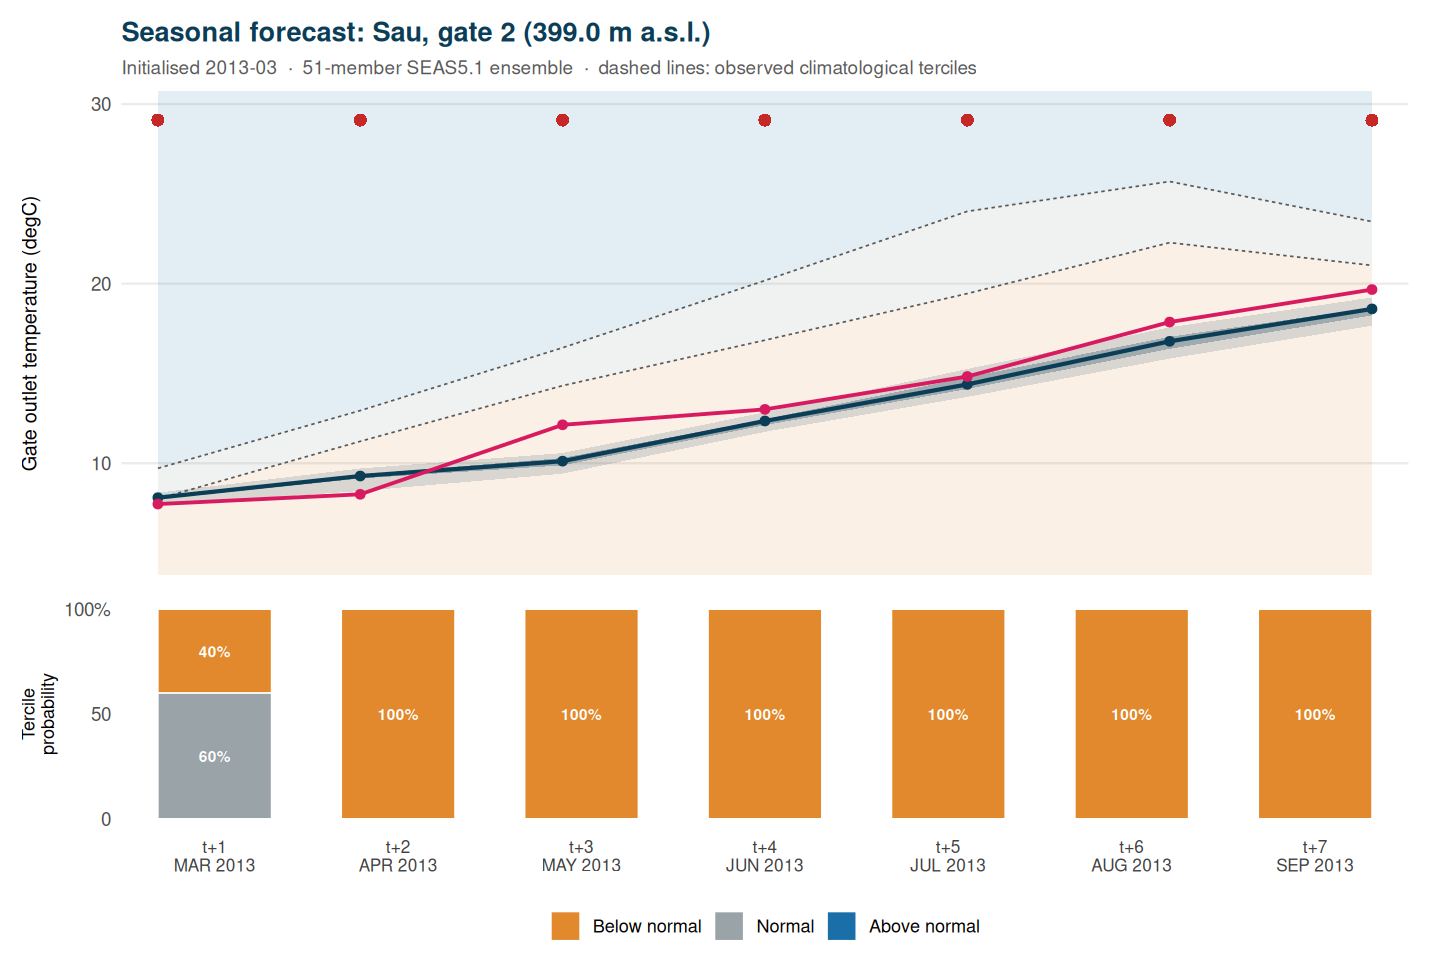 Seasonal forecast: Sau, gate 2 (399.0 m a.s.l.)
Initialised 2013-03 · 51-member SEAS5.1 ensemble · dashed lines: observed climatological terciles
Gate outlet temperature (degC)
30
20
10
Tercile
probability
100%
50
0
40%
60%
100%
100%
100%
100%
100%
100%
t+1
MAR 2013
t+2
APR 2013
t+3
MAY 2013
t+4
JUN 2013
t+5
JUL 2013
t+6
AUG 2013
t+7
SEP 2013
Below normal
Normal
Above normal